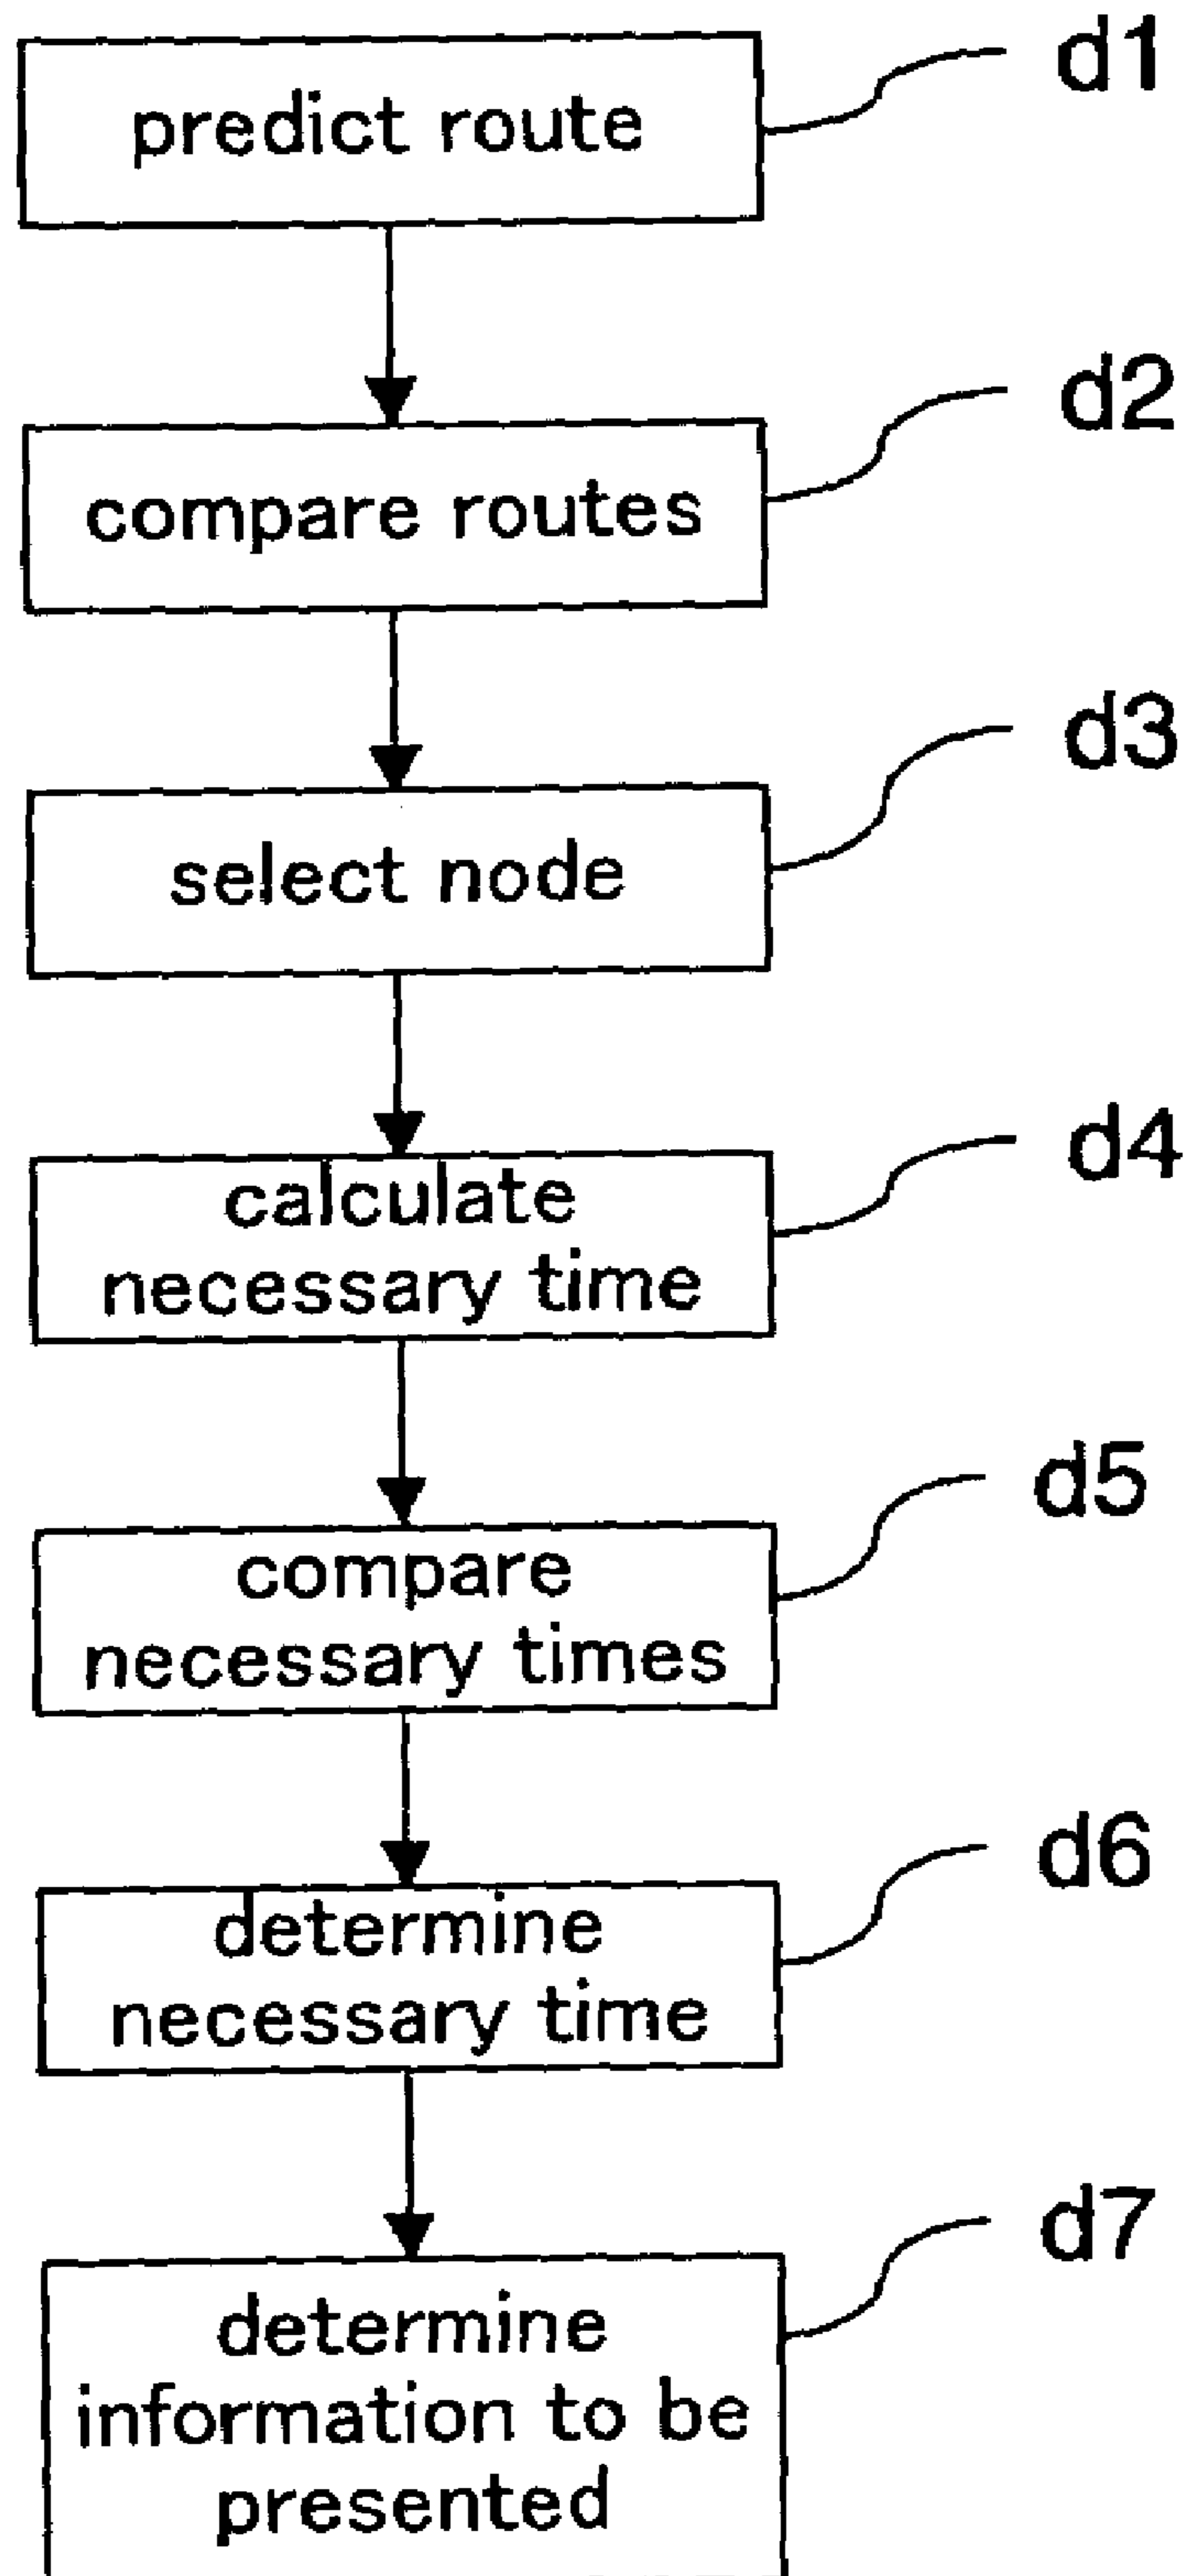 predict route
d1
compare routes
d2
select node
d3
calculate
necessary time
d4
compare
necessary times
d5
determine
necessary time
d6
determine
information to be
presented
d7